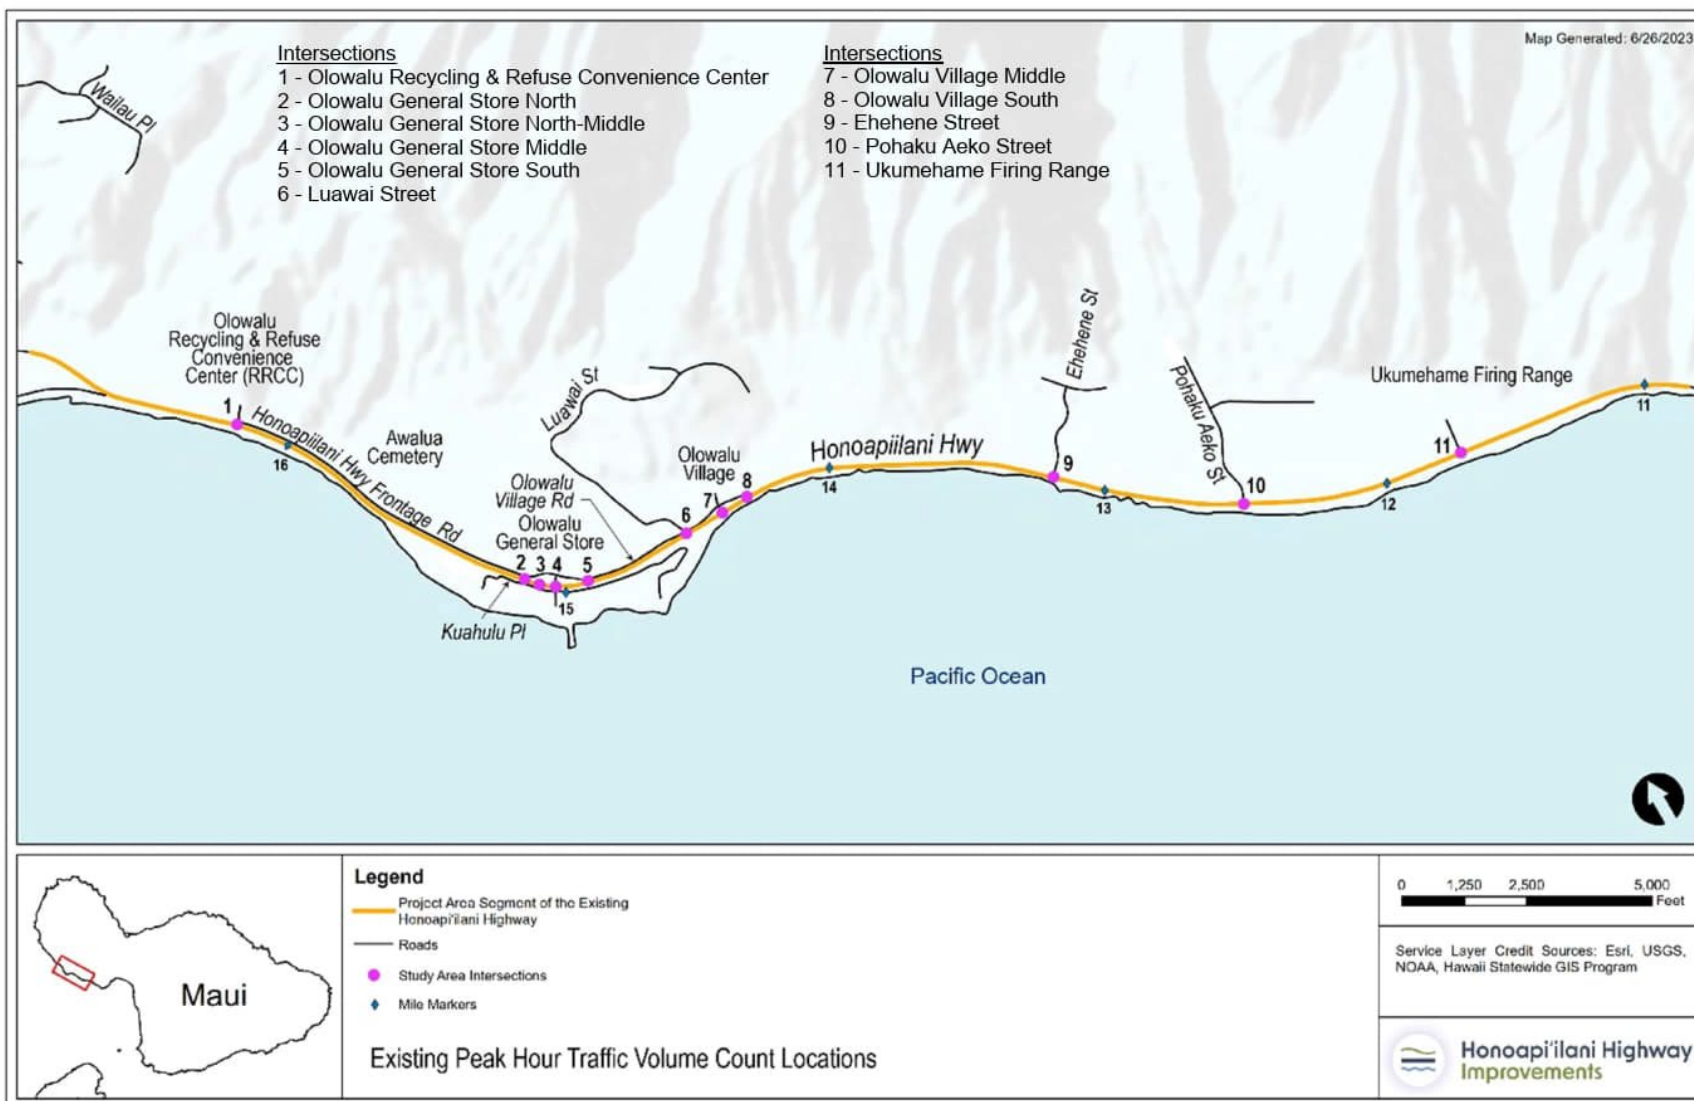 Map Generated: 6/26/2023
Intersections
1 - Olowalu Recycling & Refuse Convenience Center
2 - Olowalu General Store North
3 - Olowalu General Store North-Middle
4 - Olowalu General Store Middle
5 - Olowalu General Store South
6 - Luawai Street
Intersections
7 - Olowalu Village Middle
8 - Olowalu Village South
9 - Ehehene Street
10 - Pohaku Aeko Street
11 - Ukumehame Firing Range
Wailau Pl
Olowalu
Recycling & Refuse
Convenience
Center (RRCC)
1
Honoapiilani Hwy Frontage Rd
16
Awalua
Cemetery
Luawai St
Olowalu
Village Rd
Olowalu
General Store
2
3
4
5
15
Kuahulu Pl
Olowalu
Village
6
7
8
Honoapiilani Hwy
14
Ehehene St
9
13
Pohaku Aeko St
10
12
Ukumehame Firing Range
11
11
Pacific Ocean
Maui
Legend
Project Area Segment of the Existing
Honoapi'ilani Highway
Roads
Study Area Intersections
Mile Markers
Existing Peak Hour Traffic Volume Count Locations
0 1,250 2,500 5,000
Feet
Service Layer Credit Sources: Esri, USGS,
NOAA, Hawaii Statewide GIS Program
Honoapi'ilani Highway
Improvements